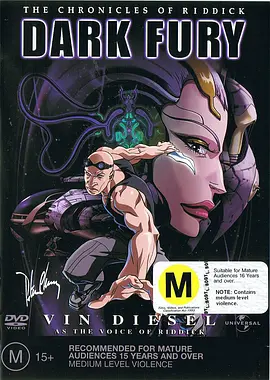 THE CHRONICLES OF RIDDICK
DARK FURY
M
Suitable for Mature
Audiences 16 Years
and over.
NOTE: Contains
medium level
violence.
DVD
VIDEO
VIN DIESEL
AS THE VOICE OF RIDDICK
UNIVERSAL
M 15+
RECOMMENDED FOR MATURE
AUDIENCES 15 YEARS AND OVER
MEDIUM LEVEL VIOLENCE